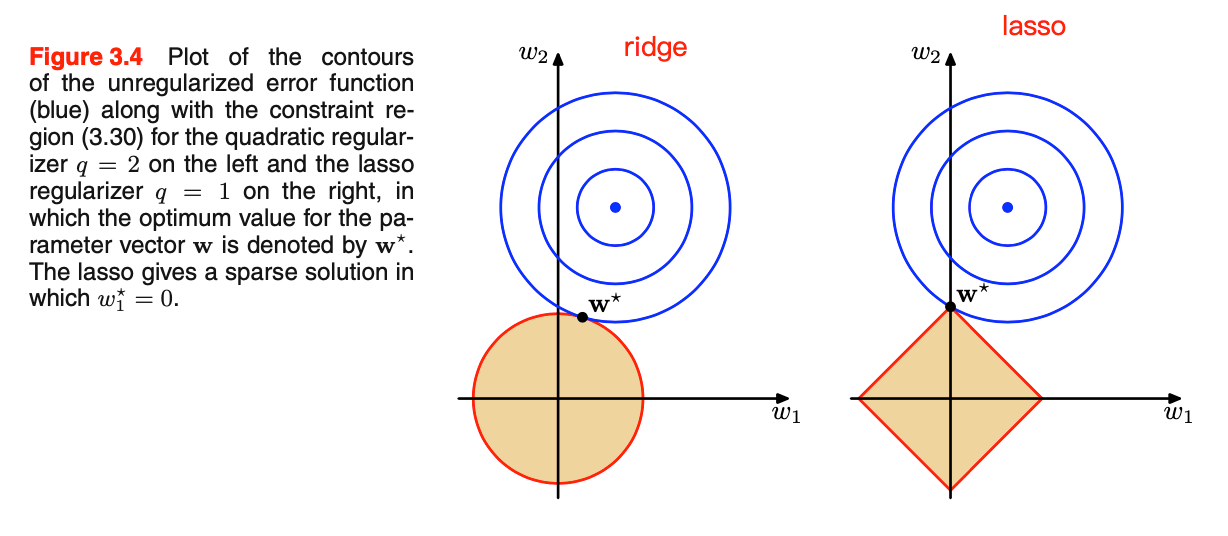 Figure 3.4 Plot of the contours
of the unregularized error function
(blue) along with the constraint re-
gion (3.30) for the quadratic regular-
izer q = 2 on the left and the lasso
regularizer q = 1 on the right, in
which the optimum value for the pa-
rameter vector w is denoted by w⋆.
The lasso gives a sparse solution in
which w₁⋆ = 0.
w₂
ridge
w⋆
w₁
lasso
w₂
w⋆
w₁